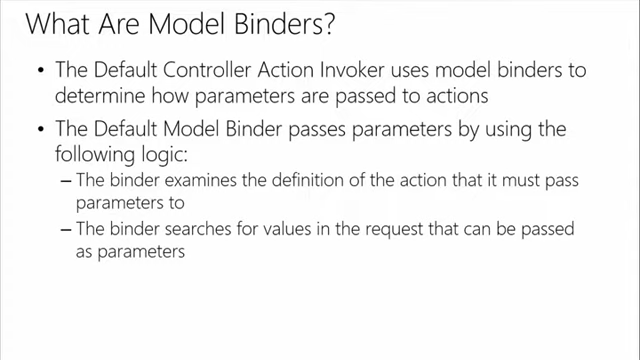 What Are Model Binders?
• The Default Controller Action Invoker uses model binders to
determine how parameters are passed to actions
• The Default Model Binder passes parameters by using the
following logic:
– The binder examines the definition of the action that it must pass
parameters to
– The binder searches for values in the request that can be passed
as parameters